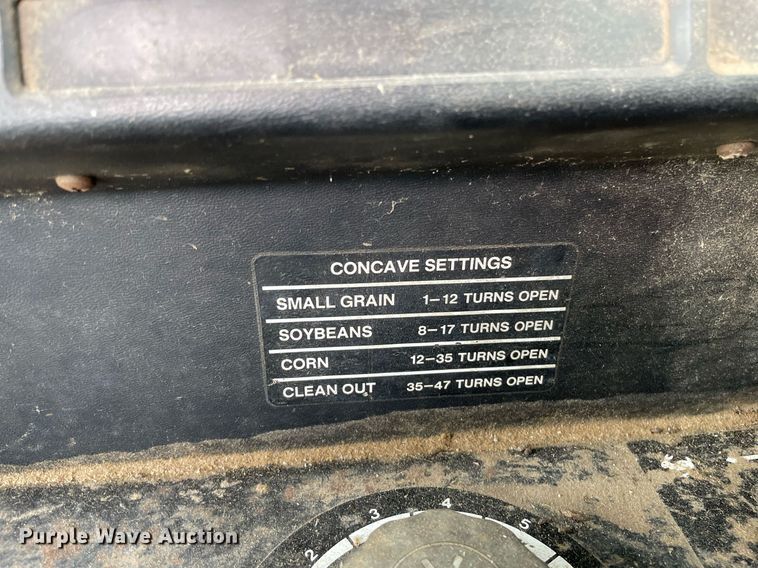 CONCAVE SETTINGS
SMALL GRAIN 1–12 TURNS OPEN
SOYBEANS 8–17 TURNS OPEN
CORN 12–35 TURNS OPEN
CLEAN OUT 35–47 TURNS OPEN
2 3 4 5
Purple Wave Auction